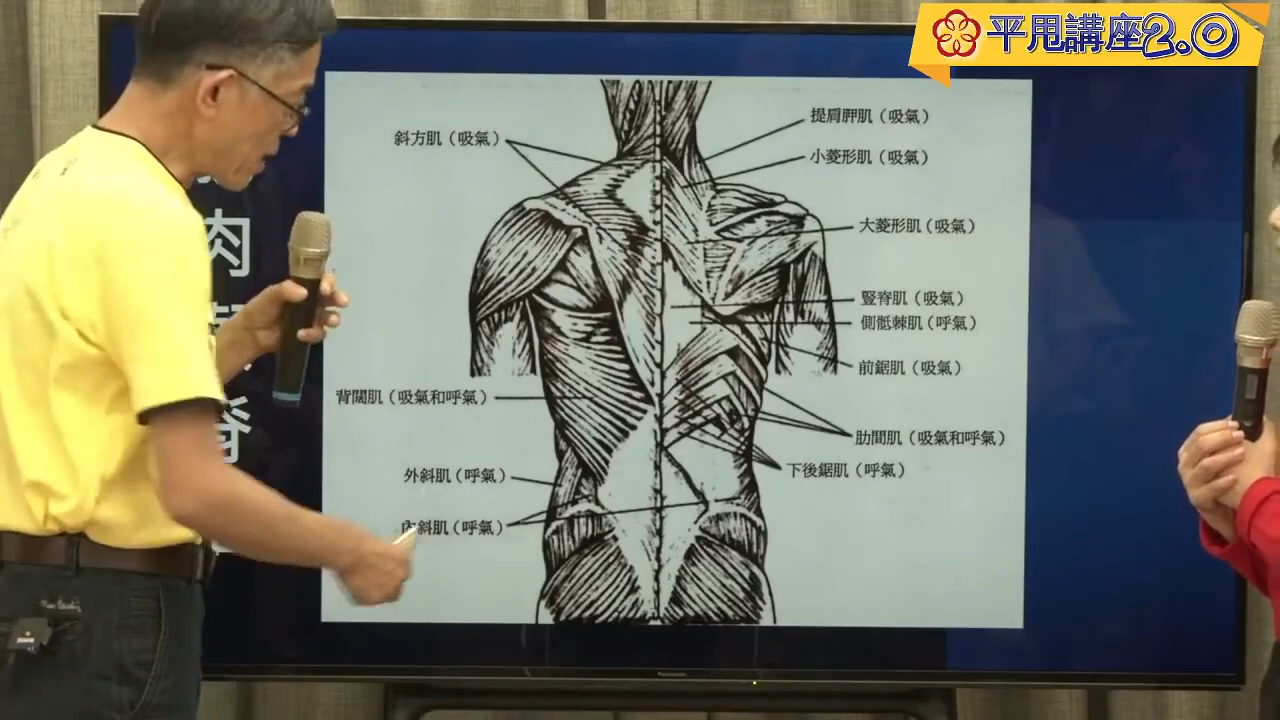 平甩講座2.0
提肩胛肌(吸氣)
斜方肌(吸氣)
小菱形肌(吸氣)
大菱形肌(吸氣)
豎脊肌(吸氣)
側骶棘肌(呼氣)
前鋸肌(吸氣)
背闊肌(吸氣和呼氣)
肋間肌(吸氣和呼氣)
下後鋸肌(呼氣)
外斜肌(呼氣)
內斜肌(呼氣)
肉
脊
Panasonic